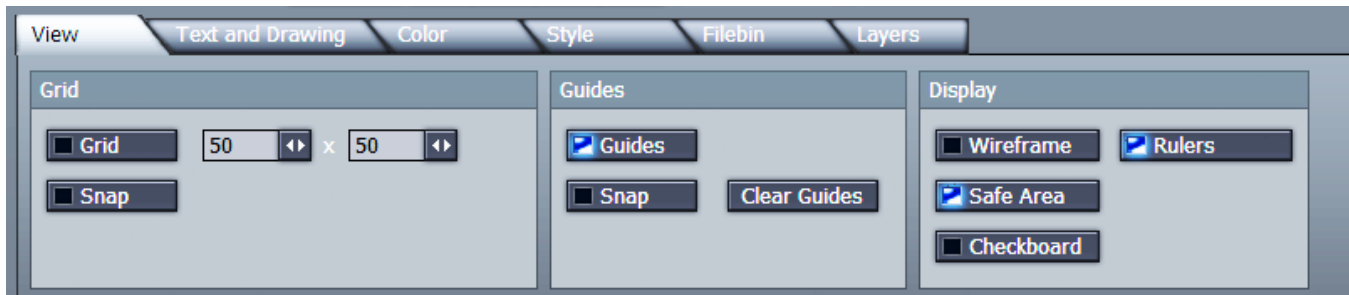 View Text and Drawing Color Style Filebin Layers
Grid Guides Display
Grid 50 x 50 Guides Wireframe Rulers
Snap Snap Clear Guides Safe Area
Checkboard